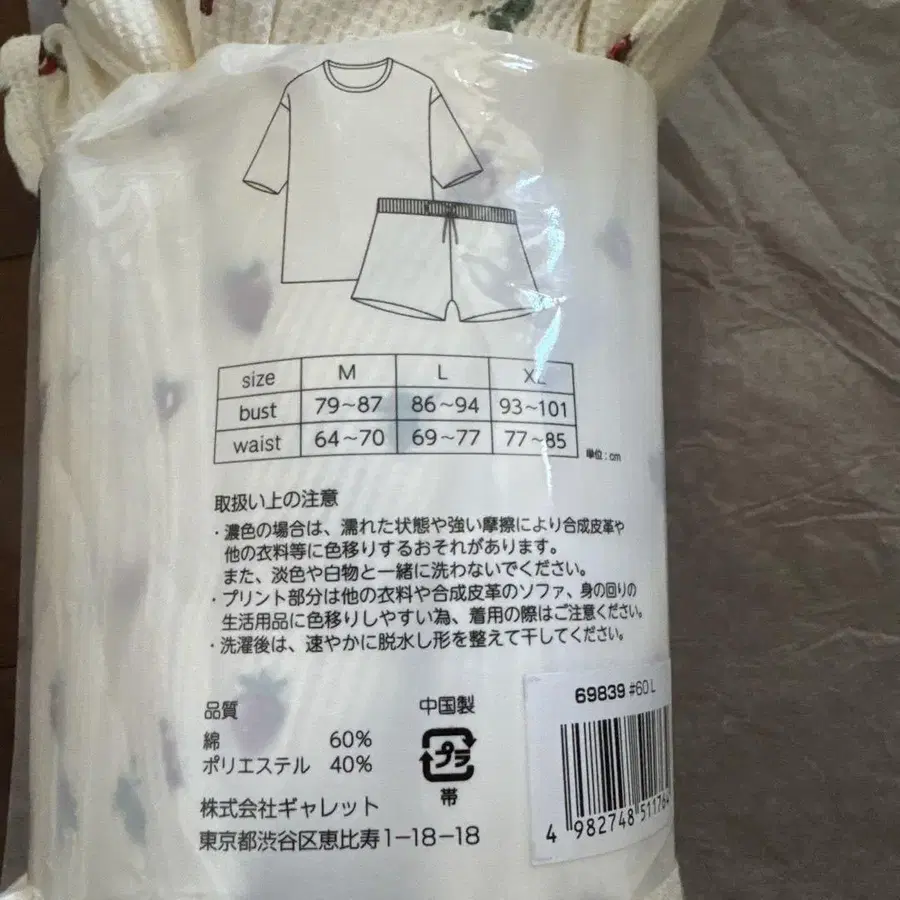 size M L XL
bust 79~87 86~94 93~101
waist 64~70 69~77 77~85
単位:cm
取扱い上の注意
・濃色の場合は、濡れた状態や強い摩擦により合成皮革や
他の衣料等に色移りするおそれがあります。
また、淡色や白物と一緒に洗わないでください。
・プリント部分は他の衣料や合成皮革のソファ、身の回りの
生活用品に色移りしやすい為、着用の際はご注意ください。
・洗濯後は、速やかに脱水し形を整えて干してください。
品質
綿 60%
ポリエステル 40%
中国製
プラ
帯
株式会社ギャレット
東京都渋谷区恵比寿1-18-18
69839 #60 L
4 982748 511764